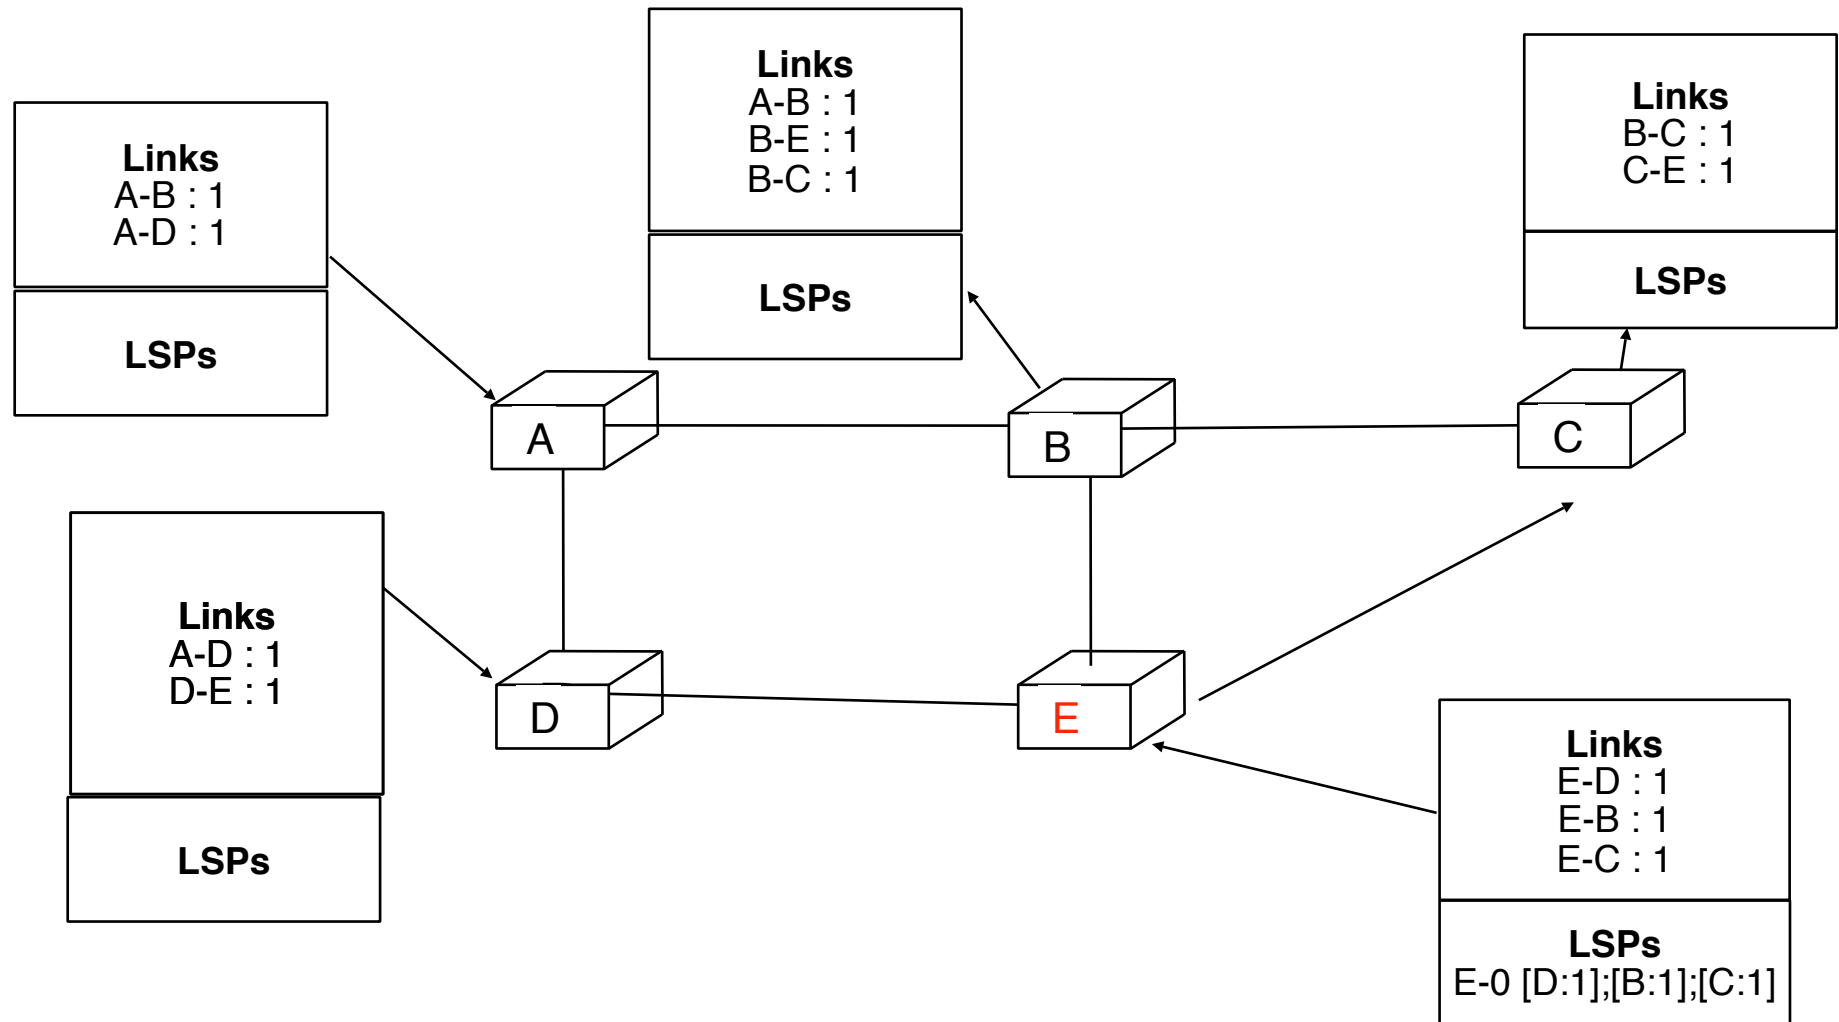 Links
A-B : 1
B-E : 1
B-C : 1
LSPs
Links
B-C : 1
C-E : 1
LSPs
Links
A-B : 1
A-D : 1
LSPs
A
B
C
Links
A-D : 1
D-E : 1
LSPs
D
E
Links
E-D : 1
E-B : 1
E-C : 1
LSPs
E-0 [D:1];[B:1];[C:1]